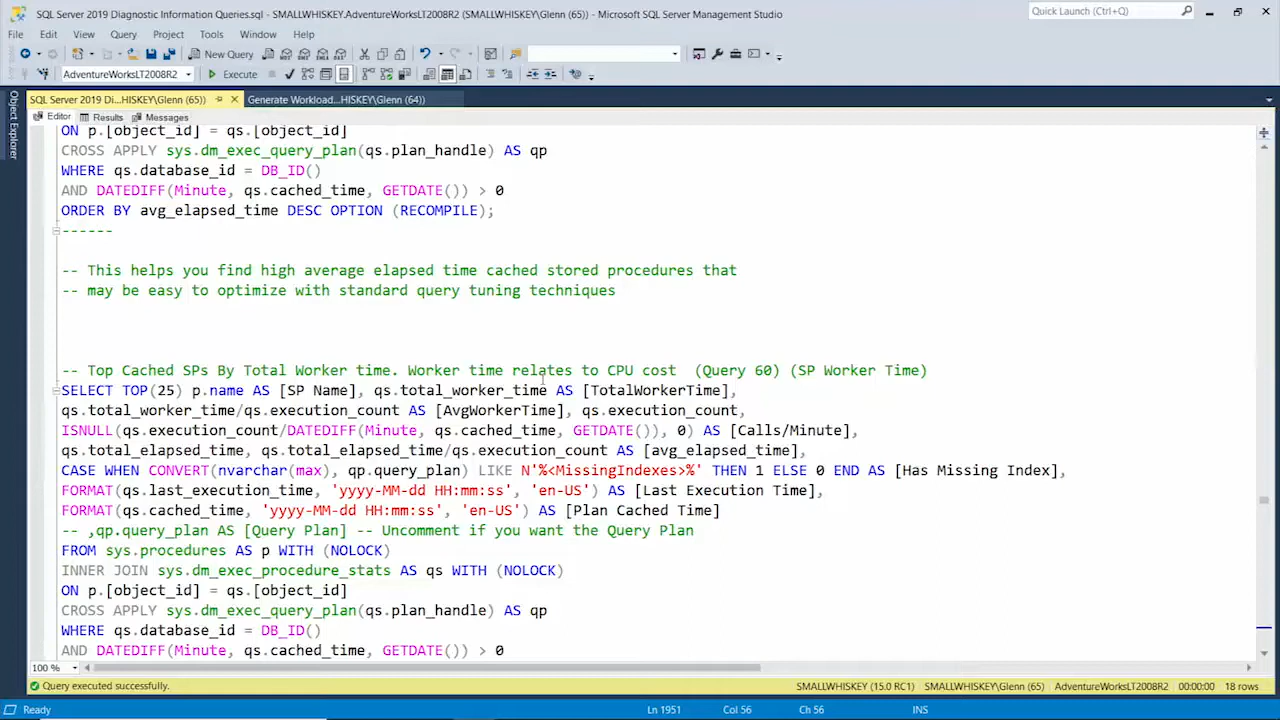 SQL Server 2019 Diagnostic Information Queries.sql - SMALLWHISKEY.AdventureWorksLT2008R2 (SMALLWHISKEY\Glenn (65)) - Microsoft SQL Server Management Studio
Quick Launch (Ctrl+Q)
File Edit View Query Project Tools Window Help
New Query
AdventureWorksLT2008R2 Execute
SQL Server 2019 Di...HISKEY\Glenn (65)) Generate Workload...HISKEY\Glenn (64))
Object Explorer
Editor Results Messages
ON p.[object_id] = qs.[object_id]
CROSS APPLY sys.dm_exec_query_plan(qs.plan_handle) AS qp
WHERE qs.database_id = DB_ID()
AND DATEDIFF(Minute, qs.cached_time, GETDATE()) > 0
ORDER BY avg_elapsed_time DESC OPTION (RECOMPILE);
------
-- This helps you find high average elapsed time cached stored procedures that
-- may be easy to optimize with standard query tuning techniques
-- Top Cached SPs By Total Worker time. Worker time relates to CPU cost  (Query 60) (SP Worker Time)
SELECT TOP(25) p.name AS [SP Name], qs.total_worker_time AS [TotalWorkerTime],
qs.total_worker_time/qs.execution_count AS [AvgWorkerTime], qs.execution_count,
ISNULL(qs.execution_count/DATEDIFF(Minute, qs.cached_time, GETDATE()), 0) AS [Calls/Minute],
qs.total_elapsed_time, qs.total_elapsed_time/qs.execution_count AS [avg_elapsed_time],
CASE WHEN CONVERT(nvarchar(max), qp.query_plan) LIKE N'%<MissingIndexes>%' THEN 1 ELSE 0 END AS [Has Missing Index],
FORMAT(qs.last_execution_time, 'yyyy-MM-dd HH:mm:ss', 'en-US') AS [Last Execution Time],
FORMAT(qs.cached_time, 'yyyy-MM-dd HH:mm:ss', 'en-US') AS [Plan Cached Time]
-- ,qp.query_plan AS [Query Plan] -- Uncomment if you want the Query Plan
FROM sys.procedures AS p WITH (NOLOCK)
INNER JOIN sys.dm_exec_procedure_stats AS qs WITH (NOLOCK)
ON p.[object_id] = qs.[object_id]
CROSS APPLY sys.dm_exec_query_plan(qs.plan_handle) AS qp
WHERE qs.database_id = DB_ID()
AND DATEDIFF(Minute, qs.cached_time, GETDATE()) > 0
100 %
Query executed successfully. SMALLWHISKEY (15.0 RC1) SMALLWHISKEY\Glenn (65) AdventureWorksLT2008R2 00:00:00 18 rows
Ready Ln 1951 Col 56 Ch 56 INS